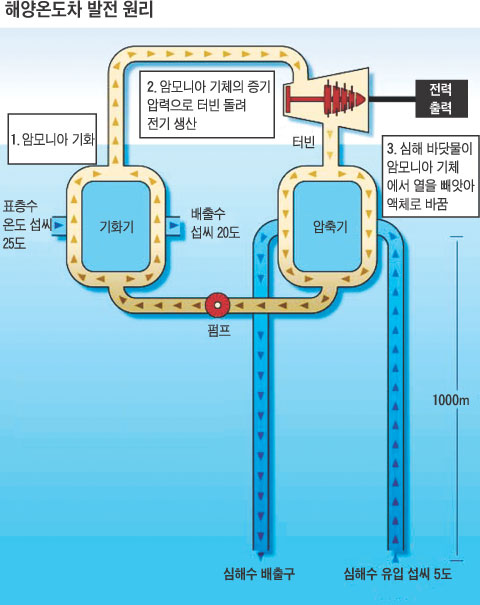 해양온도차 발전 원리
1. 암모니아 기화
2. 암모니아 기체의 증기
압력으로 터빈 돌려
전기 생산
전력
출력
터빈
3. 심해 바닷물이
암모니아 기체
에서 열을 빼앗아
액체로 바꿈
표층수
온도 섭씨
25도
기화기
배출수
섭씨 20도
압축기
펌프
1000m
심해수 배출구
심해수 유입 섭씨 5도